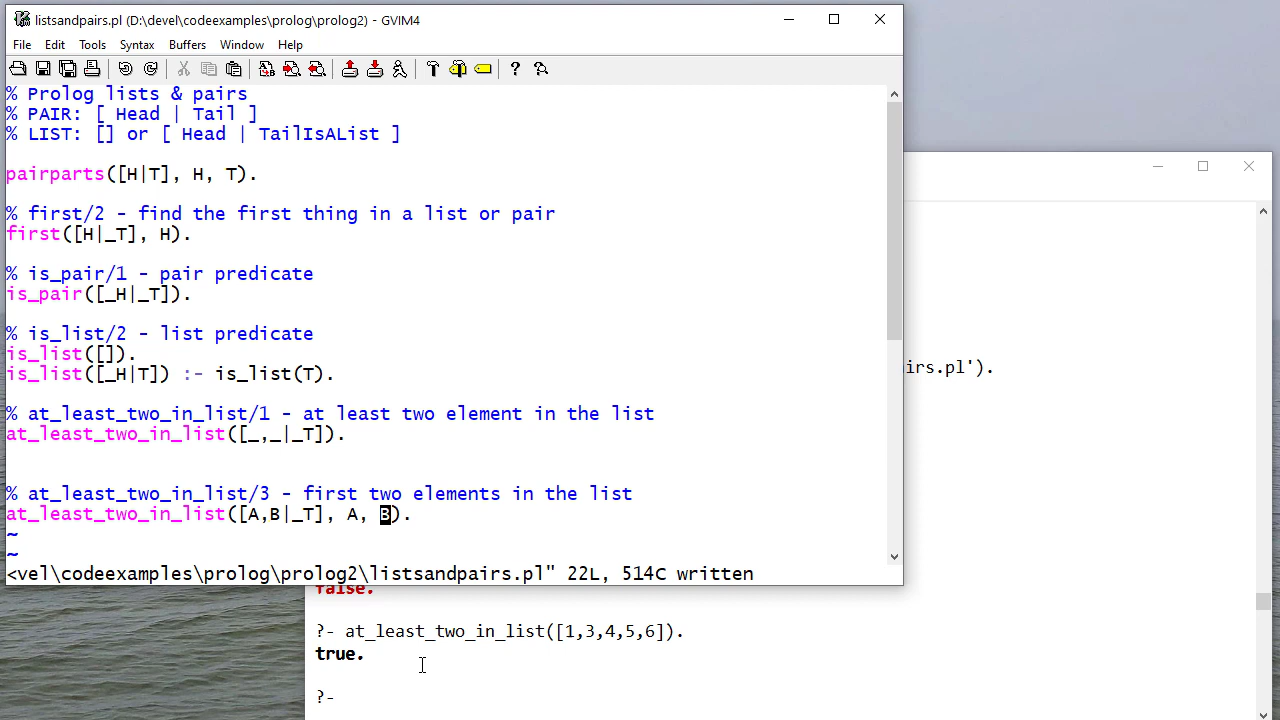 listsandpairs.pl (D:\devel\codeexamples\prolog\prolog2) - GVIM4
File Edit Tools Syntax Buffers Window Help
% Prolog lists & pairs
% PAIR: [ Head | Tail ]
% LIST: [] or [ Head | TailIsAList ]
pairparts([H|T], H, T).
% first/2 - find the first thing in a list or pair
first([H|_T], H).
% is_pair/1 - pair predicate
is_pair([_H|_T]).
% is_list/2 - list predicate
is_list([]).
is_list([_H|T]) :- is_list(T).
% at_least_two_in_list/1 - at least two element in the list
at_least_two_in_list([_,_|_T]).
% at_least_two_in_list/3 - first two elements in the list
at_least_two_in_list([A,B|_T], A, B).
~
~
<vel\codeexamples\prolog\prolog2\listsandpairs.pl" 22L, 514C written
airs.pl').
false.
?- at_least_two_in_list([1,3,4,5,6]).
true.
?-